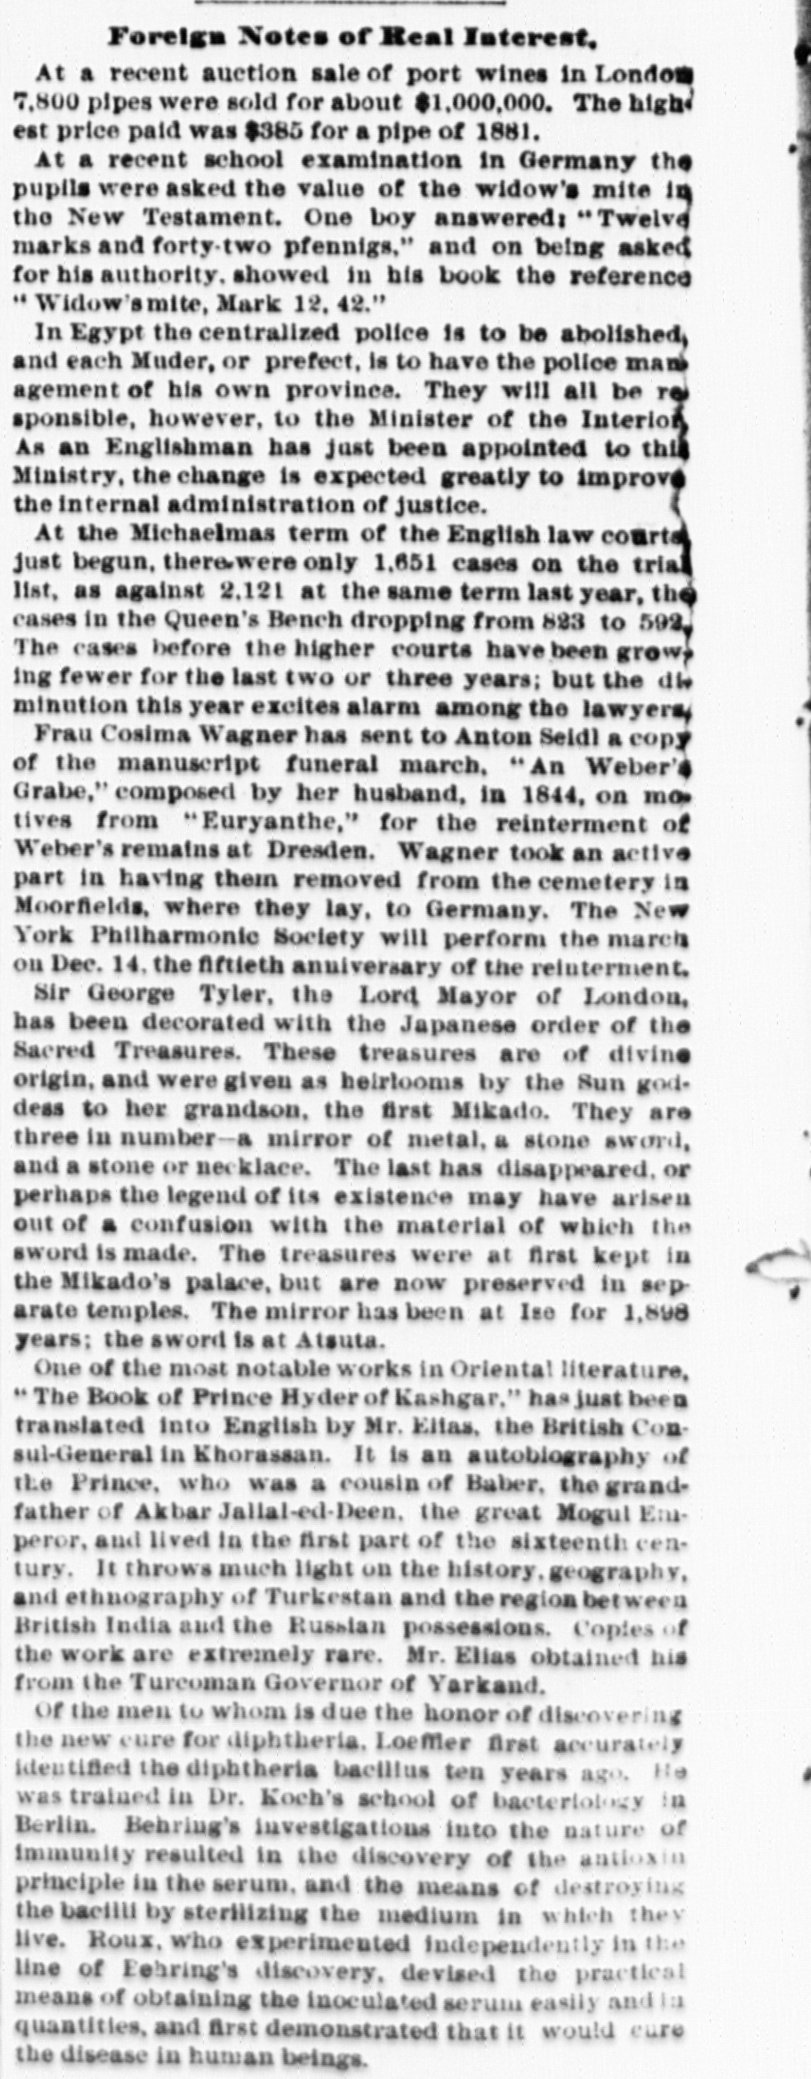 Foreign Notes of Real Interest.
At a recent auction sale of port wines in London
7,800 pipes were sold for about $1,000,000. The high-
est price paid was $385 for a pipe of 1881.
At a recent school examination in Germany the
pupils were asked the value of the widow's mite in
the New Testament. One boy answered: "Twelve
marks and forty-two pfennigs," and on being asked
for his authority, showed in his book the reference
"Widow's mite, Mark 12, 42."
In Egypt the centralized police is to be abolished,
and each Muder, or prefect, is to have the police man-
agement of his own province. They will all be re-
sponsible, however, to the Minister of the Interior.
As an Englishman has just been appointed to this
Ministry, the change is expected greatly to improve
the internal administration of justice.
At the Michaelmas term of the English law courts
just begun, there were only 1,651 cases on the trial
list, as against 2,121 at the same term last year, the
cases in the Queen's Bench dropping from 823 to 592.
The cases before the higher courts have been grow-
ing fewer for the last two or three years; but the di-
minution this year excites alarm among the lawyers.
Frau Cosima Wagner has sent to Anton Seidl a copy
of the manuscript funeral march, "An Weber's
Grabe," composed by her husband, in 1844, on mo-
tives from "Euryanthe," for the reinterment of
Weber's remains at Dresden. Wagner took an active
part in having them removed from the cemetery in
Moorfields, where they lay, to Germany. The New
York Philharmonic Society will perform the march
on Dec. 14, the fiftieth anniversary of the reinterment.
Sir George Tyler, the Lord Mayor of London,
has been decorated with the Japanese order of the
Sacred Treasures. These treasures are of divine
origin, and were given as heirlooms by the Sun god-
dess to her grandson, the first Mikado. They are
three in number—a mirror of metal, a stone sword,
and a stone or necklace. The last has disappeared, or
perhaps the legend of its existence may have arisen
out of a confusion with the material of which the
sword is made. The treasures were at first kept in
the Mikado's palace, but are now preserved in sep-
arate temples. The mirror has been at Ise for 1,898
years; the sword is at Atsuta.
One of the most notable works in Oriental literature,
"The Book of Prince Hyder of Kashgar," has just been
translated into English by Mr. Elias, the British Con-
sul-General in Khorassan. It is an autobiography of
the Prince, who was a cousin of Baber, the grand-
father of Akbar Jallal-ed-Deen, the great Mogul Em-
peror, and lived in the first part of the sixteenth cen-
tury. It throws much light on the history, geography,
and ethnography of Turkestan and the region between
British India and the Russian possessions. Copies of
the work are extremely rare. Mr. Elias obtained his
from the Turcoman Governor of Yarkand.
Of the men to whom is due the honor of discovering
the new cure for diphtheria, Loeffler first accurately
identified the diphtheria bacillus ten years ago. He
was trained in Dr. Koch's school of bacteriology in
Berlin. Behring's investigations into the nature of
immunity resulted in the discovery of the antitoxin
principle in the serum, and the means of destroying
the bacilli by sterilizing the medium in which they
live. Roux, who experimented independently in the
line of Behring's discovery, devised the practical
means of obtaining the inoculated serum easily and in
quantities, and first demonstrated that it would cure
the disease in human beings.